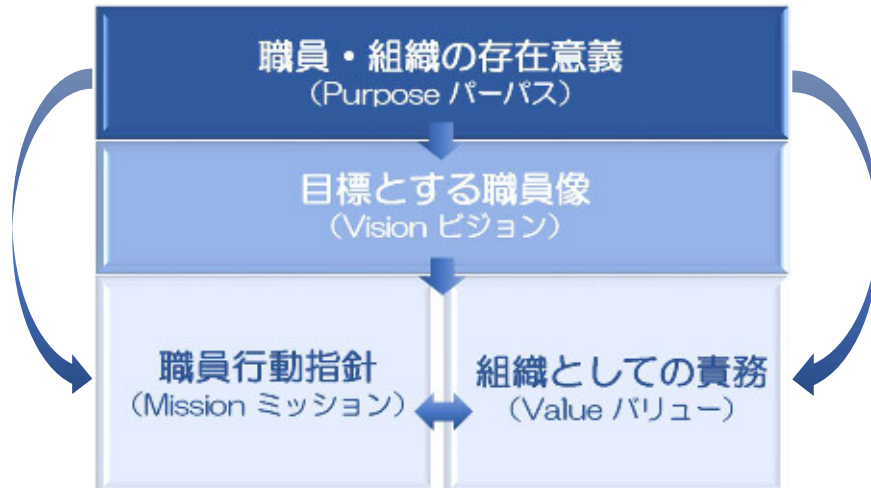 職員・組織の存在意義
（Purpose パーパス）
目標とする職員像
（Vision ビジョン）
職員行動指針
（Mission ミッション）
組織としての責務
（Value バリュー）